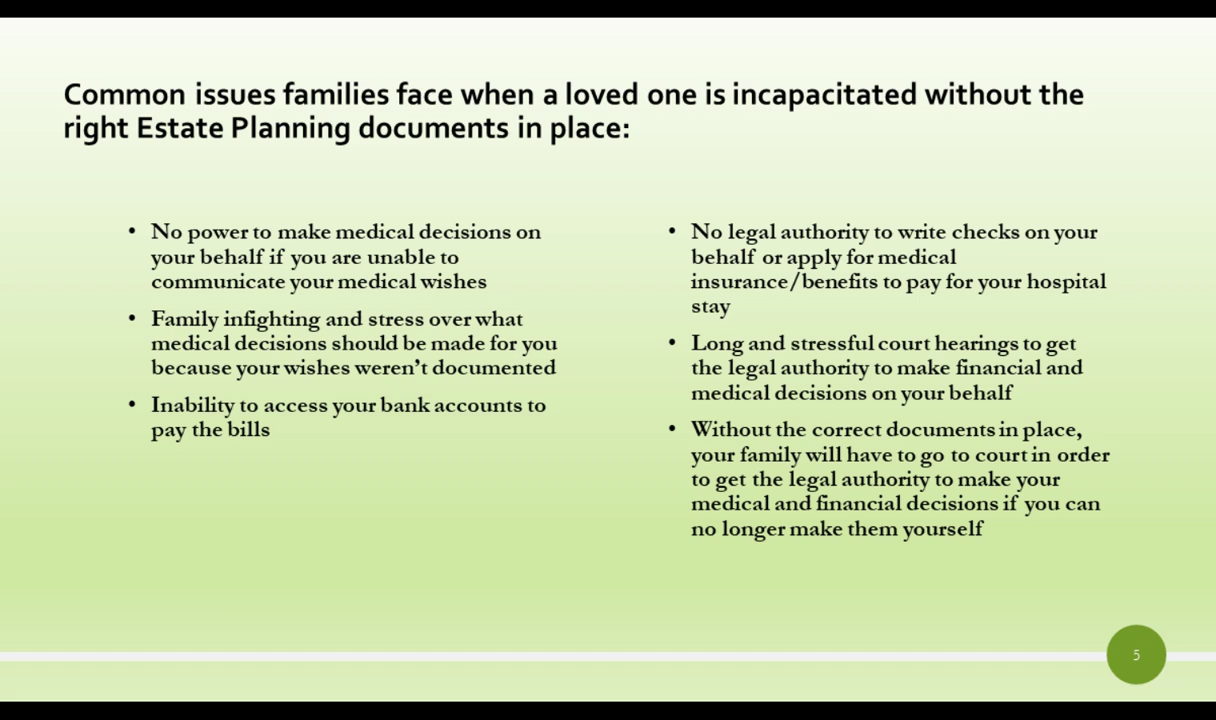 Common issues families face when a loved one is incapacitated without the
right Estate Planning documents in place:
• No power to make medical decisions on
your behalf if you are unable to
communicate your medical wishes
• Family infighting and stress over what
medical decisions should be made for you
because your wishes weren't documented
• Inability to access your bank accounts to
pay the bills
• No legal authority to write checks on your
behalf or apply for medical
insurance/benefits to pay for your hospital
stay
• Long and stressful court hearings to get
the legal authority to make financial and
medical decisions on your behalf
• Without the correct documents in place,
your family will have to go to court in order
to get the legal authority to make your
medical and financial decisions if you can
no longer make them yourself
5